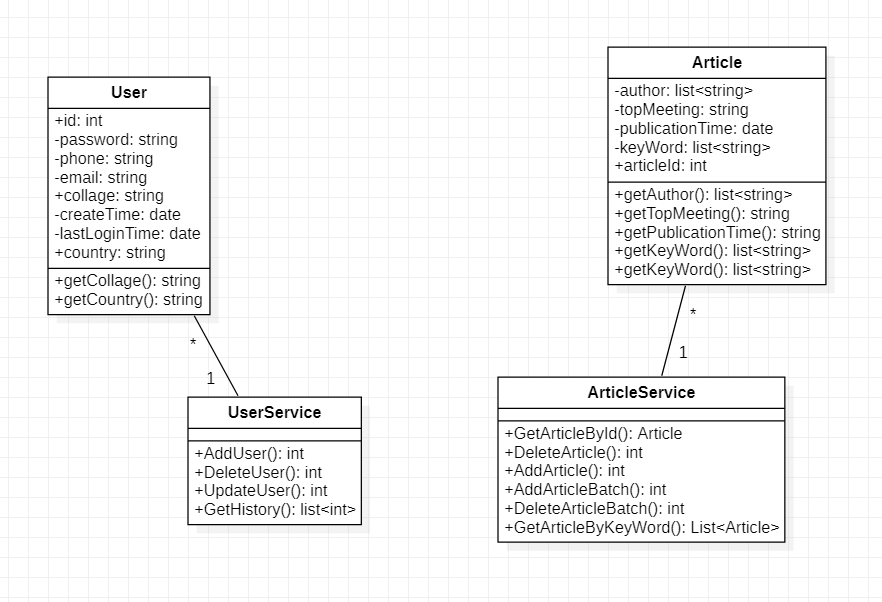 User
+id: int
-password: string
-phone: string
-email: string
+collage: string
-createTime: date
-lastLoginTime: date
+country: string
+getCollage(): string
+getCountry(): string
*
1
UserService
+AddUser(): int
+DeleteUser(): int
+UpdateUser(): int
+GetHistory(): list<int>
Article
-author: list<string>
-topMeeting: string
-publicationTime: date
-keyWord: list<string>
+articleId: int
+getAuthor(): list<string>
+getTopMeeting(): string
+getPublicationTime(): string
+getKeyWord(): list<string>
+getKeyWord(): list<string>
*
1
ArticleService
+GetArticleById(): Article
+DeleteArticle(): int
+AddArticle(): int
+AddArticleBatch(): int
+DeleteArticleBatch(): int
+GetArticleByKeyWord(): List<Article>